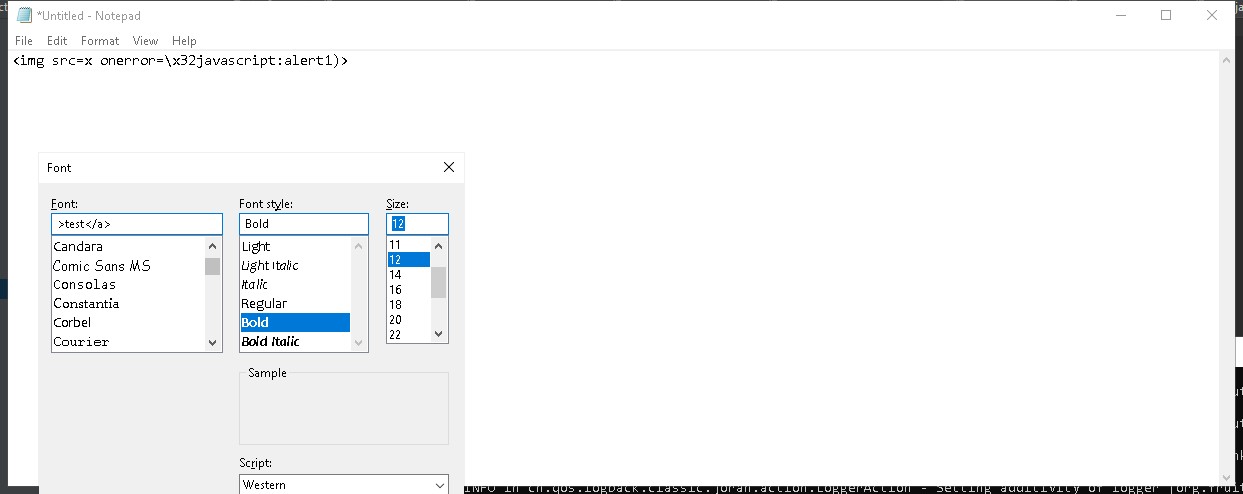 *Untitled - Notepad
File Edit Format View Help
<img src=x onerror=\x32javascript:alert1)>
Font
Font: Font style: Size:
>test</a> Bold 12
Candara Light 11
Comic Sans MS Light Italic 12
Consolas Italic 14
Constantia Regular 16
Corbel Bold 18
Courier Bold Italic 20
22
Sample
Script:
Western
INFO in ch.qos.logback.classic.joran.action.LoggerAction - Setting additivity of logger